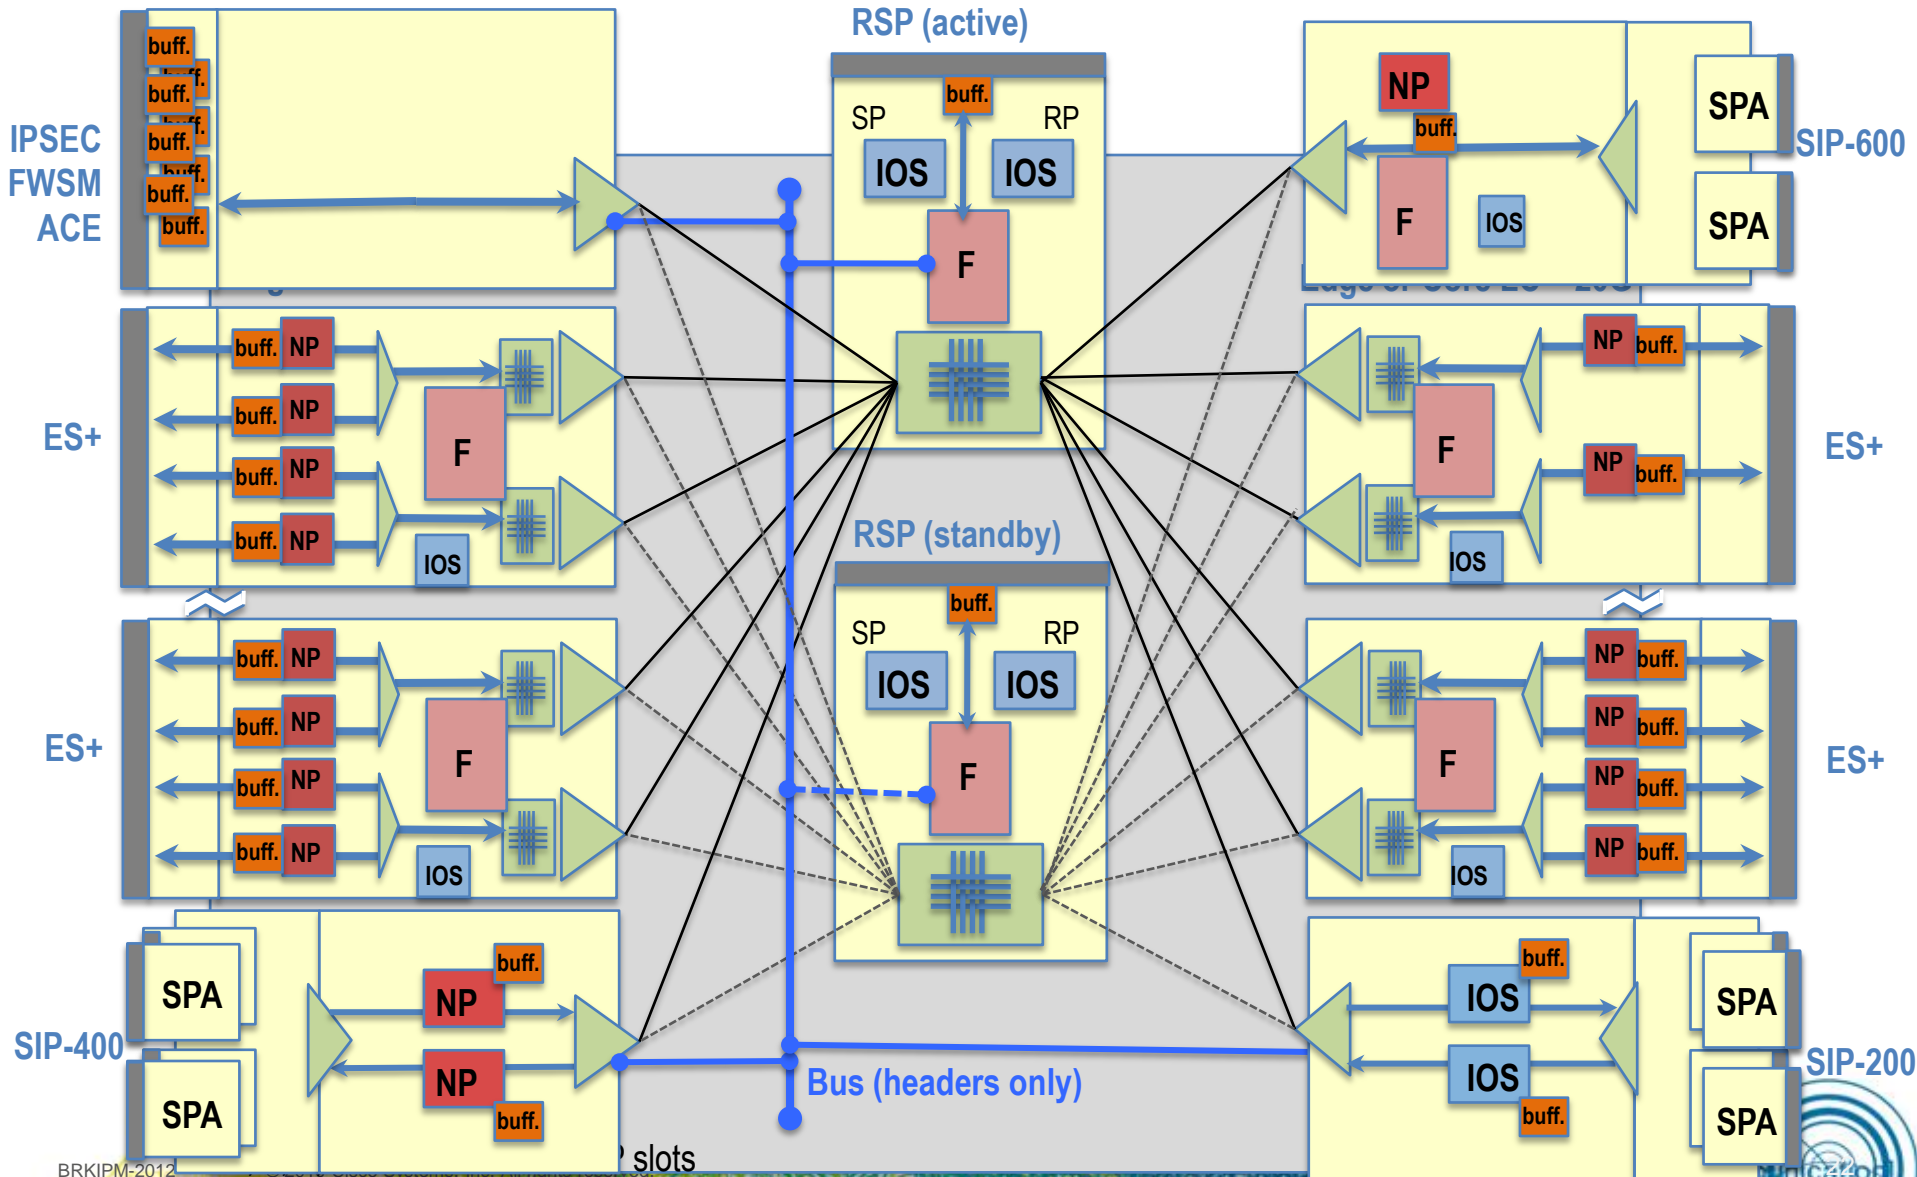 RSP (active)
buff.
buff.
buff.
buff.
buff.
buff.
buff.
buff.
buff.
IPSEC
FWSM
ACE
buff.
SP
RP
IOS
IOS
F
NP
buff.
F
IOS
SPA
SPA
SIP-600
ES+
buff.
NP
buff.
NP
buff.
NP
buff.
NP
F
IOS
NP
buff.
NP
buff.
F
IOS
ES+
RSP (standby)
buff.
SP
RP
IOS
IOS
F
ES+
buff.
NP
buff.
NP
buff.
NP
buff.
NP
F
IOS
NP
buff.
NP
buff.
NP
buff.
NP
buff.
F
IOS
ES+
SIP-400
SPA
SPA
NP
buff.
NP
buff.
Bus (headers only)
IOS
buff.
IOS
buff.
SPA
SPA
SIP-200
slots
BRKIPM-2012